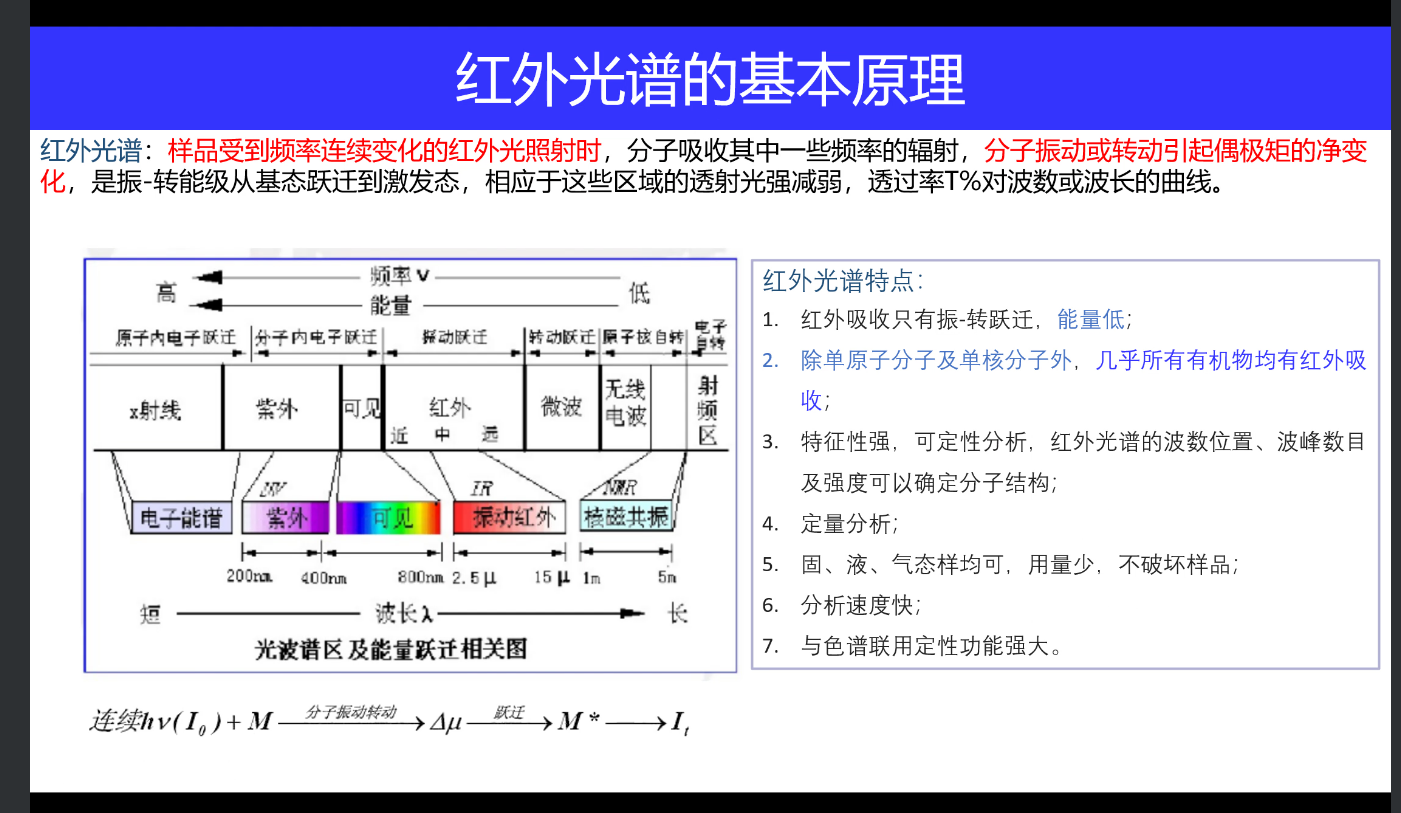 红外光谱的基本原理
红外光谱：样品受到频率连续变化的红外光照射时，分子吸收其中一些频率的辐射，分子振动或转动引起偶极矩的净变
化，是振-转能级从基态跃迁到激发态，相应于这些区域的透射光强减弱，透过率T%对波数或波长的曲线。
高 频率 ν 低
能量
原子内电子跃迁 分子内电子跃迁 振动跃迁 转动跃迁 原子核自转 电子自转
x射线 紫外 可见 红外 微波 无线电波 射频区
近 中 远
UV IR NMR
电子能谱 紫外 可见 振动红外 核磁共振
200nm 400nm 800nm 2.5μ 15μ 1m 5m
短 波长λ 长
光波谱区及能量跃迁相关图
连续hν(I₀)+M 分子振动转动 Δμ 跃迁 M* Iₜ
红外光谱特点：
1. 红外吸收只有振-转跃迁，能量低；
2. 除单原子分子及单核分子外，几乎所有有机物均有红外吸
收；
3. 特征性强，可定性分析，红外光谱的波数位置、波峰数目
及强度可以确定分子结构；
4. 定量分析；
5. 固、液、气态样均可，用量少，不破坏样品；
6. 分析速度快；
7. 与色谱联用定性功能强大。